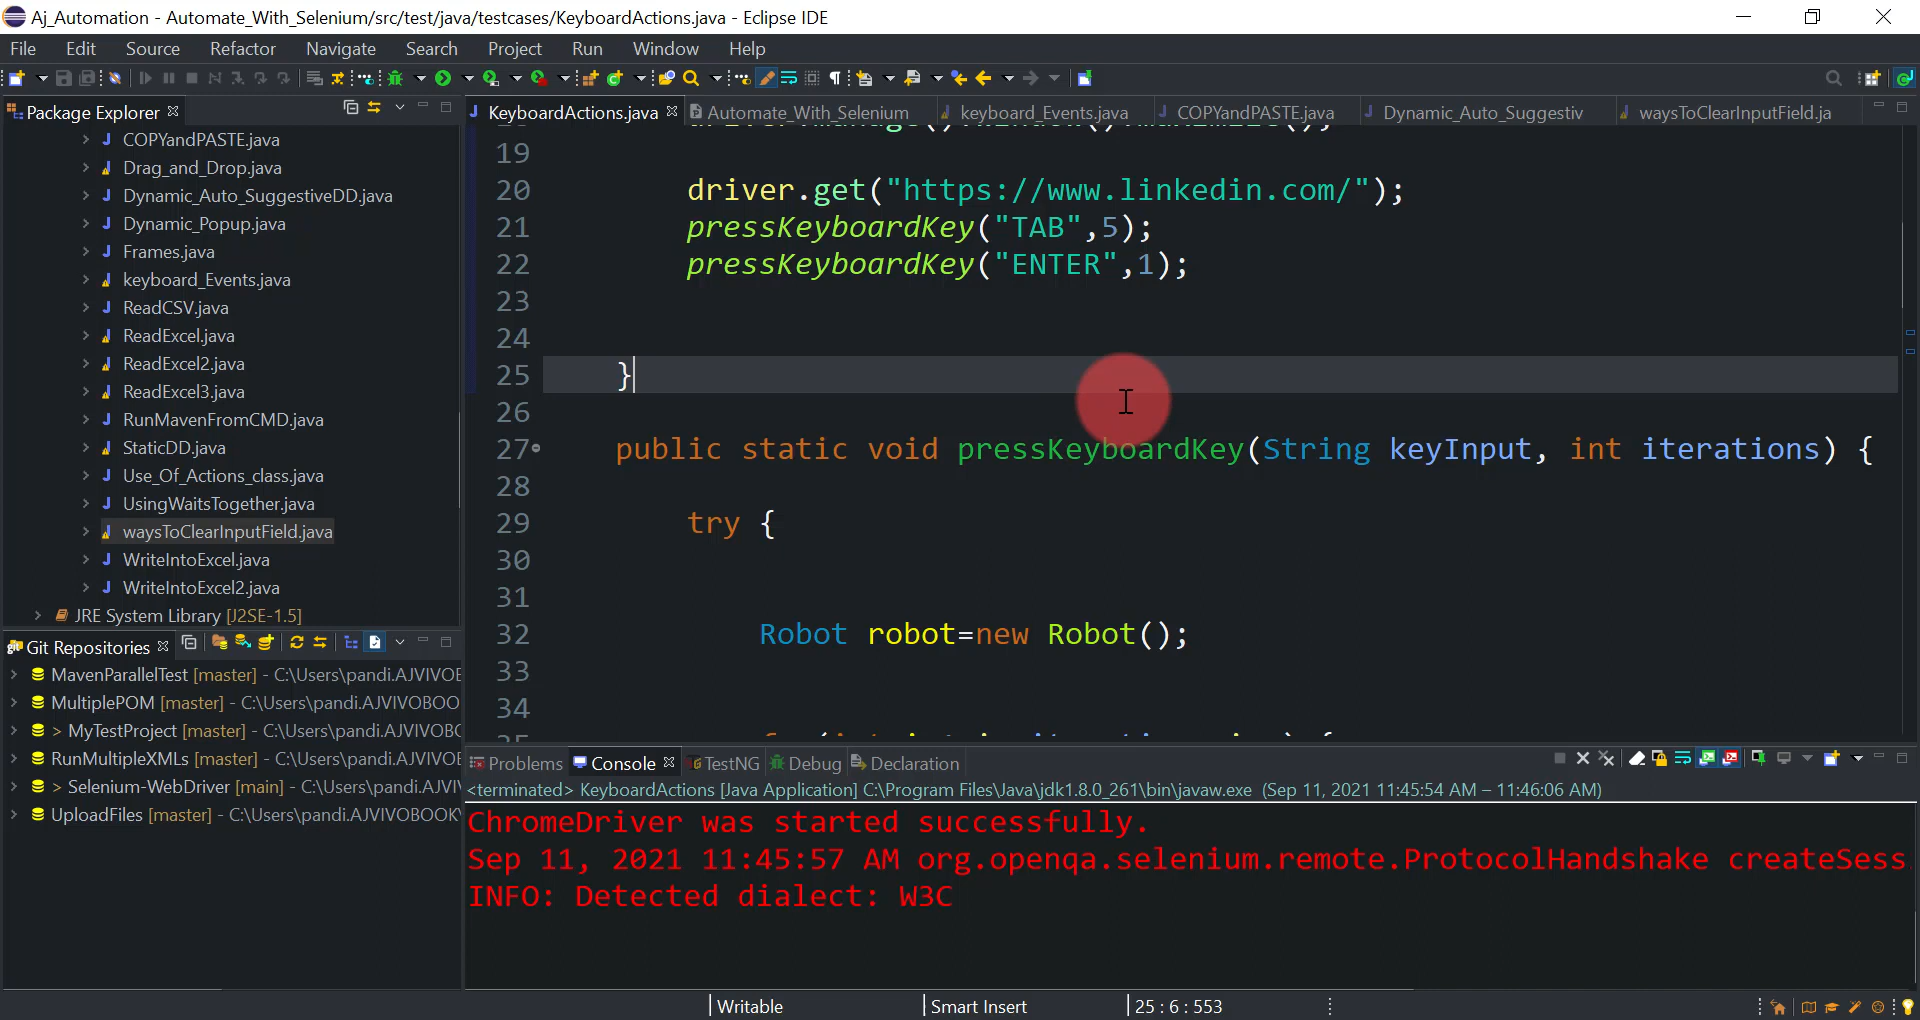 Aj_Automation - Automate_With_Selenium/src/test/java/testcases/KeyboardActions.java - Eclipse IDE
File Edit Source Refactor Navigate Search Project Run Window Help
Package Explorer
COPYandPASTE.java
Drag_and_Drop.java
Dynamic_Auto_SuggestiveDD.java
Dynamic_Popup.java
Frames.java
keyboard_Events.java
ReadCSV.java
ReadExcel.java
ReadExcel2.java
ReadExcel3.java
RunMavenFromCMD.java
StaticDD.java
Use_Of_Actions_class.java
UsingWaitsTogether.java
waysToClearInputField.java
WriteIntoExcel.java
WriteIntoExcel2.java
JRE System Library [J2SE-1.5]
Git Repositories
MavenParallelTest [master] - C:\Users\pandi.AJVIVOE
MultiplePOM [master] - C:\Users\pandi.AJVIVOBOO
> MyTestProject [master] - C:\Users\pandi.AJVIVOBC
RunMultipleXMLs [master] - C:\Users\pandi.AJVIVOE
> Selenium-WebDriver [main] - C:\Users\pandi.AJVI
UploadFiles [master] - C:\Users\pandi.AJVIVOBOOK
KeyboardActions.java Automate_With_Selenium keyboard_Events.java COPYandPASTE.java Dynamic_Auto_Suggestiv waysToClearInputField.ja
19
20 driver.get("https://www.linkedin.com/");
21 pressKeyboardKey("TAB",5);
22 pressKeyboardKey("ENTER",1);
23
24
25 }
26
27 public static void pressKeyboardKey(String keyInput, int iterations) {
28
29 try {
30
31
32 Robot robot=new Robot();
33
34
Problems Console TestNG Debug Declaration
<terminated> KeyboardActions [Java Application] C:\Program Files\Java\jdk1.8.0_261\bin\javaw.exe (Sep 11, 2021 11:45:54 AM – 11:46:06 AM)
ChromeDriver was started successfully.
Sep 11, 2021 11:45:57 AM org.openqa.selenium.remote.ProtocolHandshake createSess
INFO: Detected dialect: W3C
Writable Smart Insert 25 : 6 : 553